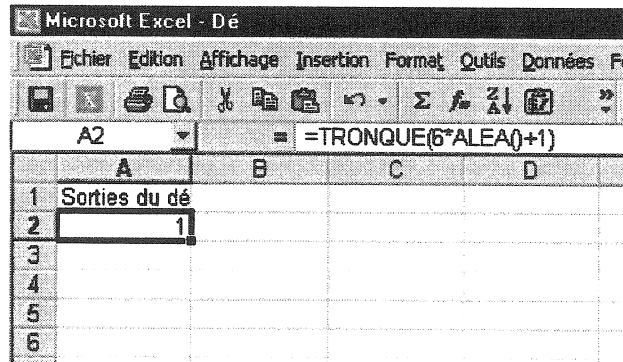 Microsoft Excel - Dé
Fichier Edition Affichage Insertion Format Outils Données
A2 = =TRONQUE(6*ALEA()+1)
A B C D
1 Sorties du dé
2 1
3
4
5
6